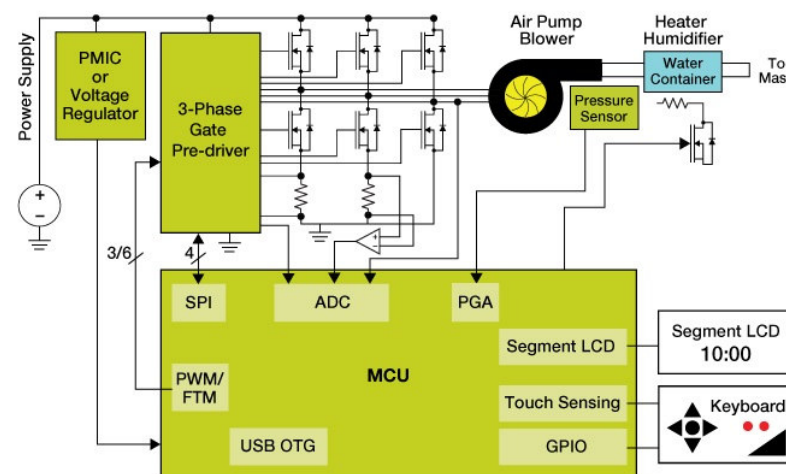 Power Supply
+
−
PMIC
or
Voltage
Regulator
3-Phase
Gate
Pre-driver
Air Pump
Blower
Heater
Humidifier
Water
Container
To
Mas
Pressure
Sensor
3/6
4
+
−
SPI
ADC
PGA
PWM/
FTM
MCU
USB OTG
Segment LCD
Touch Sensing
GPIO
Segment LCD
10:00
Keyboard